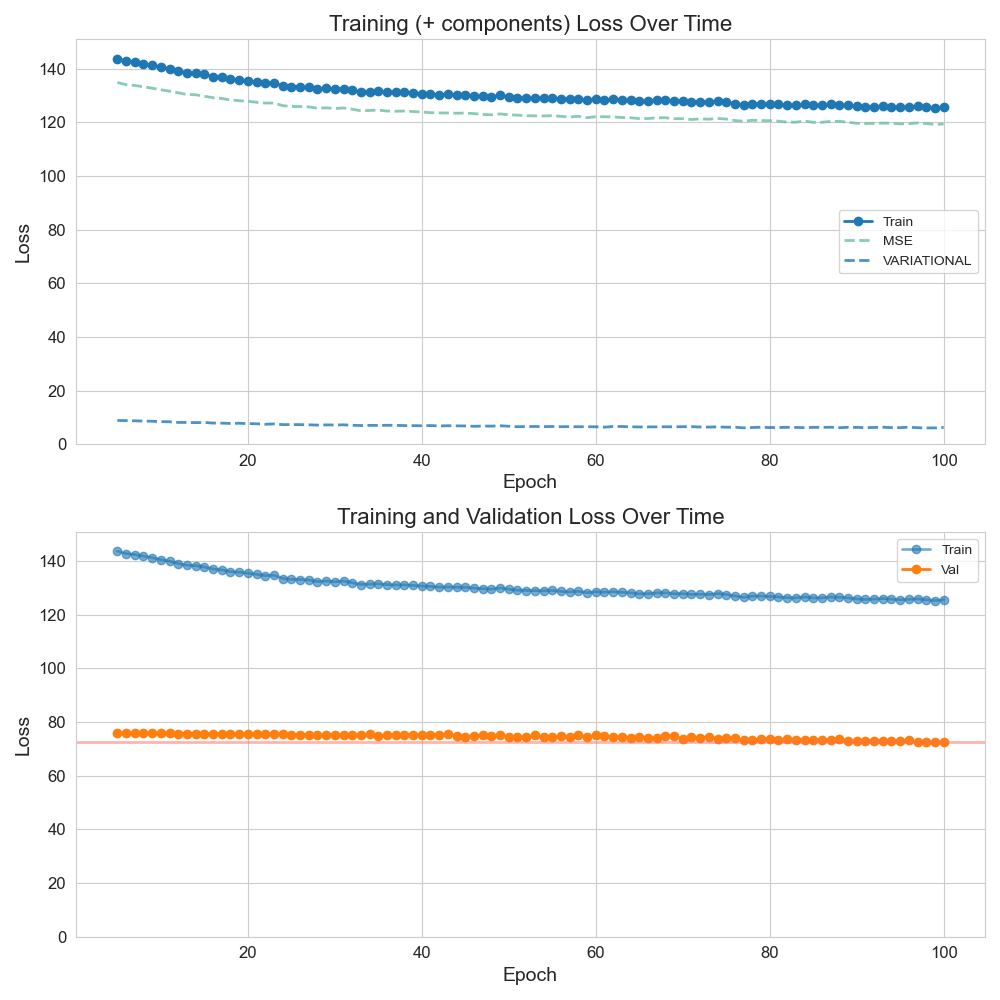 Training (+ components) Loss Over Time
140
120
100
80
60
40
20
0
Loss
Train
MSE
VARIATIONAL
20 40 60 80 100
Epoch
Training and Validation Loss Over Time
140
120
100
80
60
40
20
0
Loss
Train
Val
20 40 60 80 100
Epoch